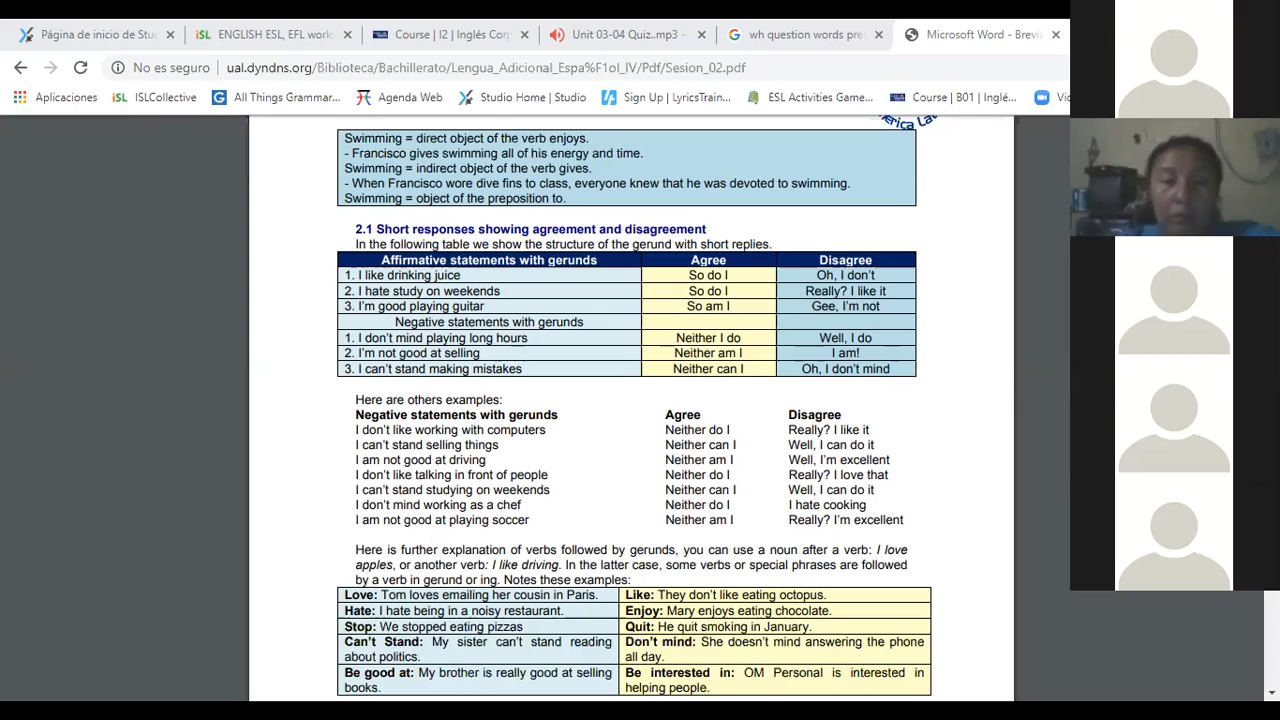 Página de inicio de Stu
ENGLISH ESL, EFL work
Course | I2 | Inglés Corp
Unit 03-04 Quiz.mp3 -
wh question words pre
Microsoft Word - Brevia
No es seguro
ual.dyndns.org/Biblioteca/Bachillerato/Lengua_Adicional_Espa%F1ol_IV/Pdf/Sesion_02.pdf
Aplicaciones
ISLCollective
All Things Grammar...
Agenda Web
Studio Home | Studio
Sign Up | LyricsTrain...
ESL Activities Game...
Course | B01 | Inglé...
Swimming = direct object of the verb enjoys.
- Francisco gives swimming all of his energy and time.
Swimming = indirect object of the verb gives.
- When Francisco wore dive fins to class, everyone knew that he was devoted to swimming.
Swimming = object of the preposition to.
2.1 Short responses showing agreement and disagreement
In the following table we show the structure of the gerund with short replies.
Affirmative statements with gerunds Agree Disagree
1. I like drinking juice So do I Oh, I don't
2. I hate study on weekends So do I Really? I like it
3. I'm good playing guitar So am I Gee, I'm not
Negative statements with gerunds
1. I don't mind playing long hours Neither I do Well, I do
2. I'm not good at selling Neither am I I am!
3. I can't stand making mistakes Neither can I Oh, I don't mind
Here are others examples:
Negative statements with gerunds Agree Disagree
I don't like working with computers Neither do I Really? I like it
I can't stand selling things Neither can I Well, I can do it
I am not good at driving Neither am I Well, I'm excellent
I don't like talking in front of people Neither do I Really? I love that
I can't stand studying on weekends Neither can I Well, I can do it
I don't mind working as a chef Neither do I I hate cooking
I am not good at playing soccer Neither am I Really? I'm excellent
Here is further explanation of verbs followed by gerunds, you can use a noun after a verb: I love
apples, or another verb: I like driving. In the latter case, some verbs or special phrases are followed
by a verb in gerund or ing. Notes these examples:
Love: Tom loves emailing her cousin in Paris. Like: They don't like eating octopus.
Hate: I hate being in a noisy restaurant. Enjoy: Mary enjoys eating chocolate.
Stop: We stopped eating pizzas Quit: He quit smoking in January.
Can't Stand: My sister can't stand reading Don't mind: She doesn't mind answering the phone
about politics. all day.
Be good at: My brother is really good at selling Be interested in: OM Personal is interested in
books. helping people.